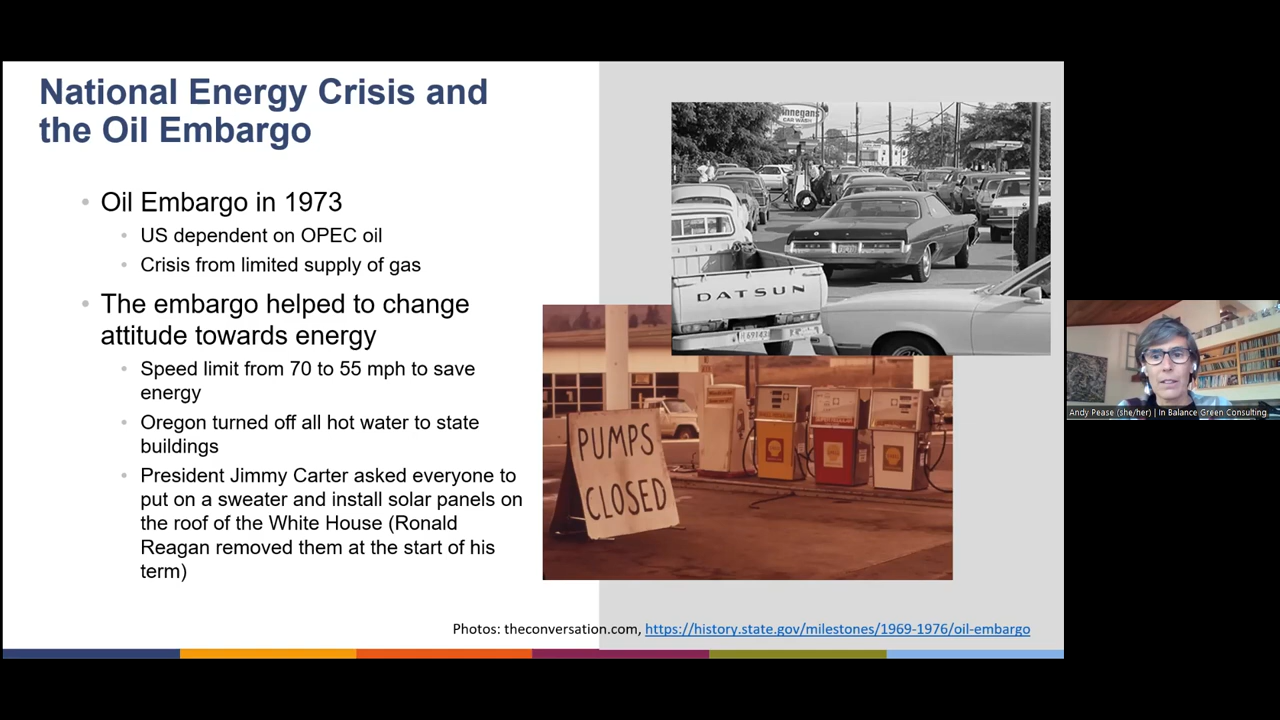 National Energy Crisis and
the Oil Embargo
• Oil Embargo in 1973
• US dependent on OPEC oil
• Crisis from limited supply of gas
• The embargo helped to change
attitude towards energy
• Speed limit from 70 to 55 mph to save
energy
• Oregon turned off all hot water to state
buildings
• President Jimmy Carter asked everyone to
put on a sweater and install solar panels on
the roof of the White House (Ronald
Reagan removed them at the start of his
term)
CAR WASH
DATSUN
PUMPS
CLOSED
Photos: theconversation.com, https://history.state.gov/milestones/1969-1976/oil-embargo
Andy Pease (she/her) | In Balance Green Consulting